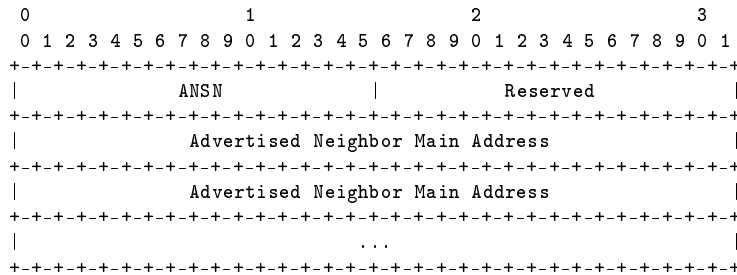 0                   1                   2                   3
 0 1 2 3 4 5 6 7 8 9 0 1 2 3 4 5 6 7 8 9 0 1 2 3 4 5 6 7 8 9 0 1
+-+-+-+-+-+-+-+-+-+-+-+-+-+-+-+-+-+-+-+-+-+-+-+-+-+-+-+-+-+-+-+-+
|              ANSN             |           Reserved            |
+-+-+-+-+-+-+-+-+-+-+-+-+-+-+-+-+-+-+-+-+-+-+-+-+-+-+-+-+-+-+-+-+
|               Advertised Neighbor Main Address                |
+-+-+-+-+-+-+-+-+-+-+-+-+-+-+-+-+-+-+-+-+-+-+-+-+-+-+-+-+-+-+-+-+
|               Advertised Neighbor Main Address                |
+-+-+-+-+-+-+-+-+-+-+-+-+-+-+-+-+-+-+-+-+-+-+-+-+-+-+-+-+-+-+-+-+
|                              ...                              |
+-+-+-+-+-+-+-+-+-+-+-+-+-+-+-+-+-+-+-+-+-+-+-+-+-+-+-+-+-+-+-+-+